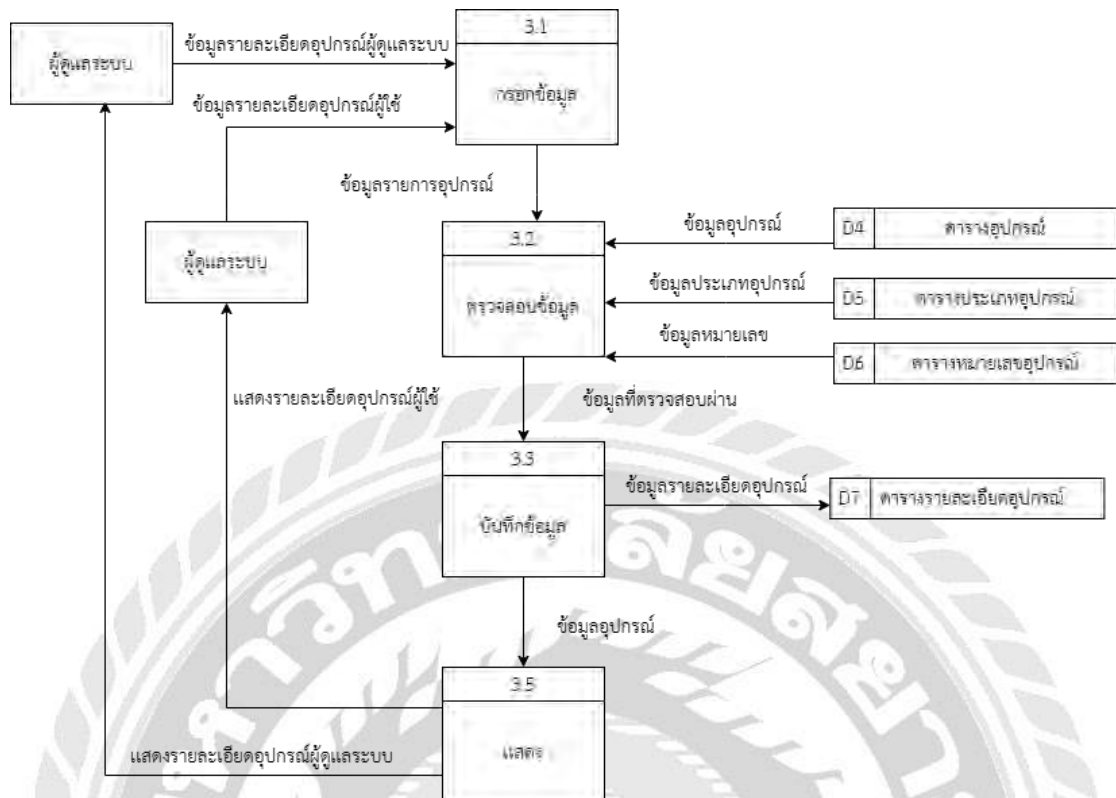 3.1
ข้อมูลรายละเอียดอุปกรณ์ผู้ดูแลระบบ
ผู้ดูแลระบบ
กรอกข้อมูล
ข้อมูลรายละเอียดอุปกรณ์ผู้ใช้
ข้อมูลรายการอุปกรณ์
ข้อมูลอุปกรณ์
D4 ตารางอุปกรณ์
3.2
ผู้ดูแลระบบ
ข้อมูลประเภทอุปกรณ์
D5 ตารางประเภทอุปกรณ์
ตรวจสอบข้อมูล
ข้อมูลหมายเลข
D6 ตารางหมายเลขอุปกรณ์
แสดงรายละเอียดอุปกรณ์ผู้ใช้
ข้อมูลที่ตรวจสอบผ่าน
3.3
ข้อมูลรายละเอียดอุปกรณ์
D7 ตารางรายละเอียดอุปกรณ์
บันทึกข้อมูล
ข้อมูลอุปกรณ์
3.5
แสดงรายละเอียดอุปกรณ์ผู้ดูแลระบบ
แสดง